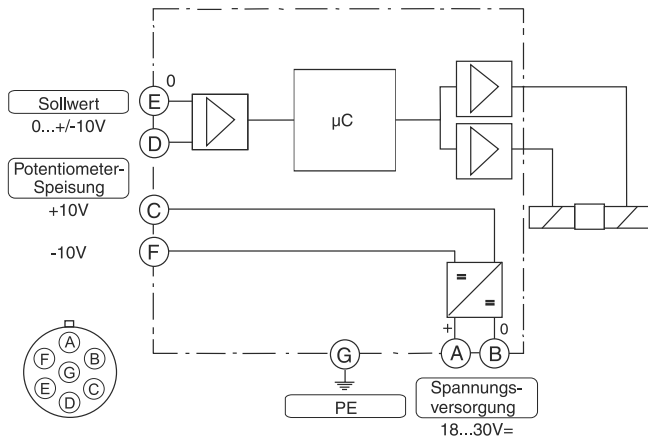 0
E
Sollwert
0...+/-10V
D
µC
Potentiometer-
Speisung
+10V
C
-10V
F
=
=
+ 0
G A B
PE
Spannungs-
versorgung
18...30V=
A
F B
G
E C
D